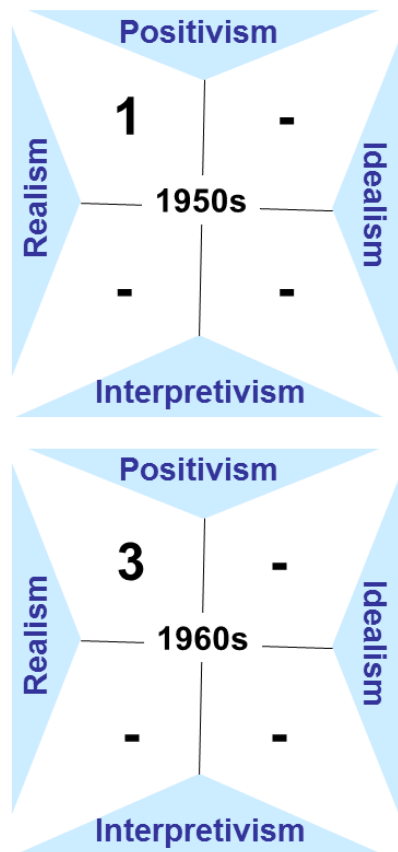 Positivism
1 -
Realism
1950s
Idealism
- -
Interpretivism
Positivism
3 -
Realism
1960s
Idealism
- -
Interpretivism